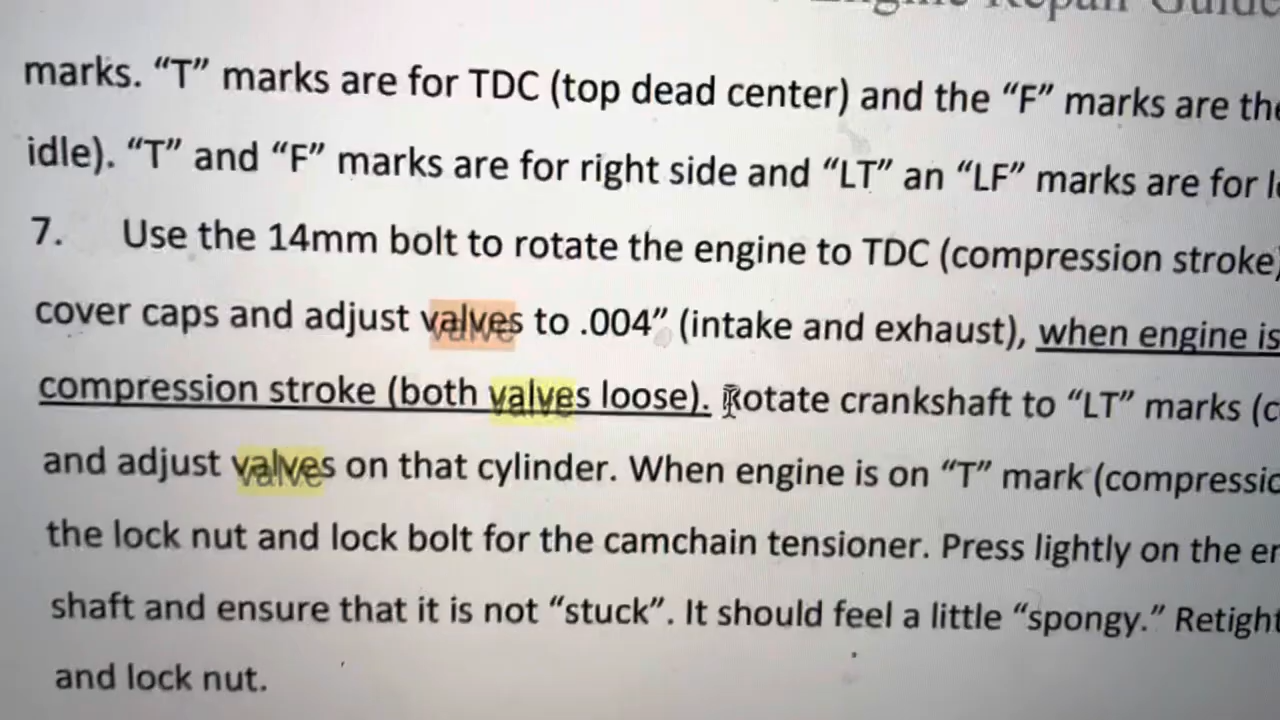 Engine Repair Guide
marks. “T” marks are for TDC (top dead center) and the “F” marks are the
idle). “T” and “F” marks are for right side and “LT” an “LF” marks are for
7. Use the 14mm bolt to rotate the engine to TDC (compression stroke)
cover caps and adjust valves to .004” (intake and exhaust), when engine is
compression stroke (both valves loose). Rotate crankshaft to “LT” marks (c
and adjust valves on that cylinder. When engine is on “T” mark (compressio
the lock nut and lock bolt for the camchain tensioner. Press lightly on the
shaft and ensure that it is not “stuck”. It should feel a little “spongy.” Retight
and lock nut.